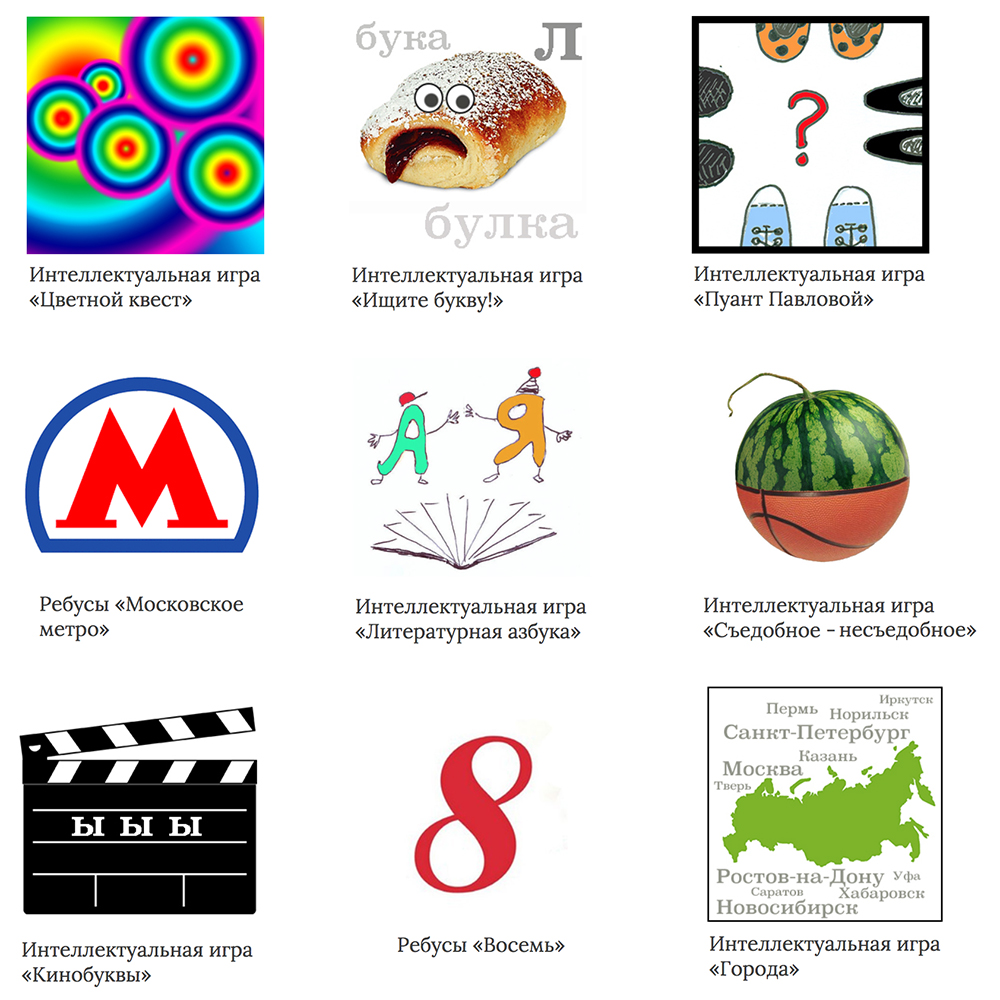 бука
Л
булка
?
Интеллектуальная игра
«Цветной квест»
Интеллектуальная игра
«Ищите букву!»
Интеллектуальная игра
«Пуант Павловой»
М
А Я
Ребусы «Московское
метро»
Интеллектуальная игра
«Литературная азбука»
Интеллектуальная игра
«Съедобное - несъедобное»
ы ы ы
8
Иркутск
Пермь
Норильск
Санкт-Петербург
Казань
Москва
Тверь
Ростов-на-Дону
Уфа
Саратов
Хабаровск
Новосибирск
Интеллектуальная игра
«Кинобуквы»
Ребусы «Восемь»
Интеллектуальная игра
«Города»